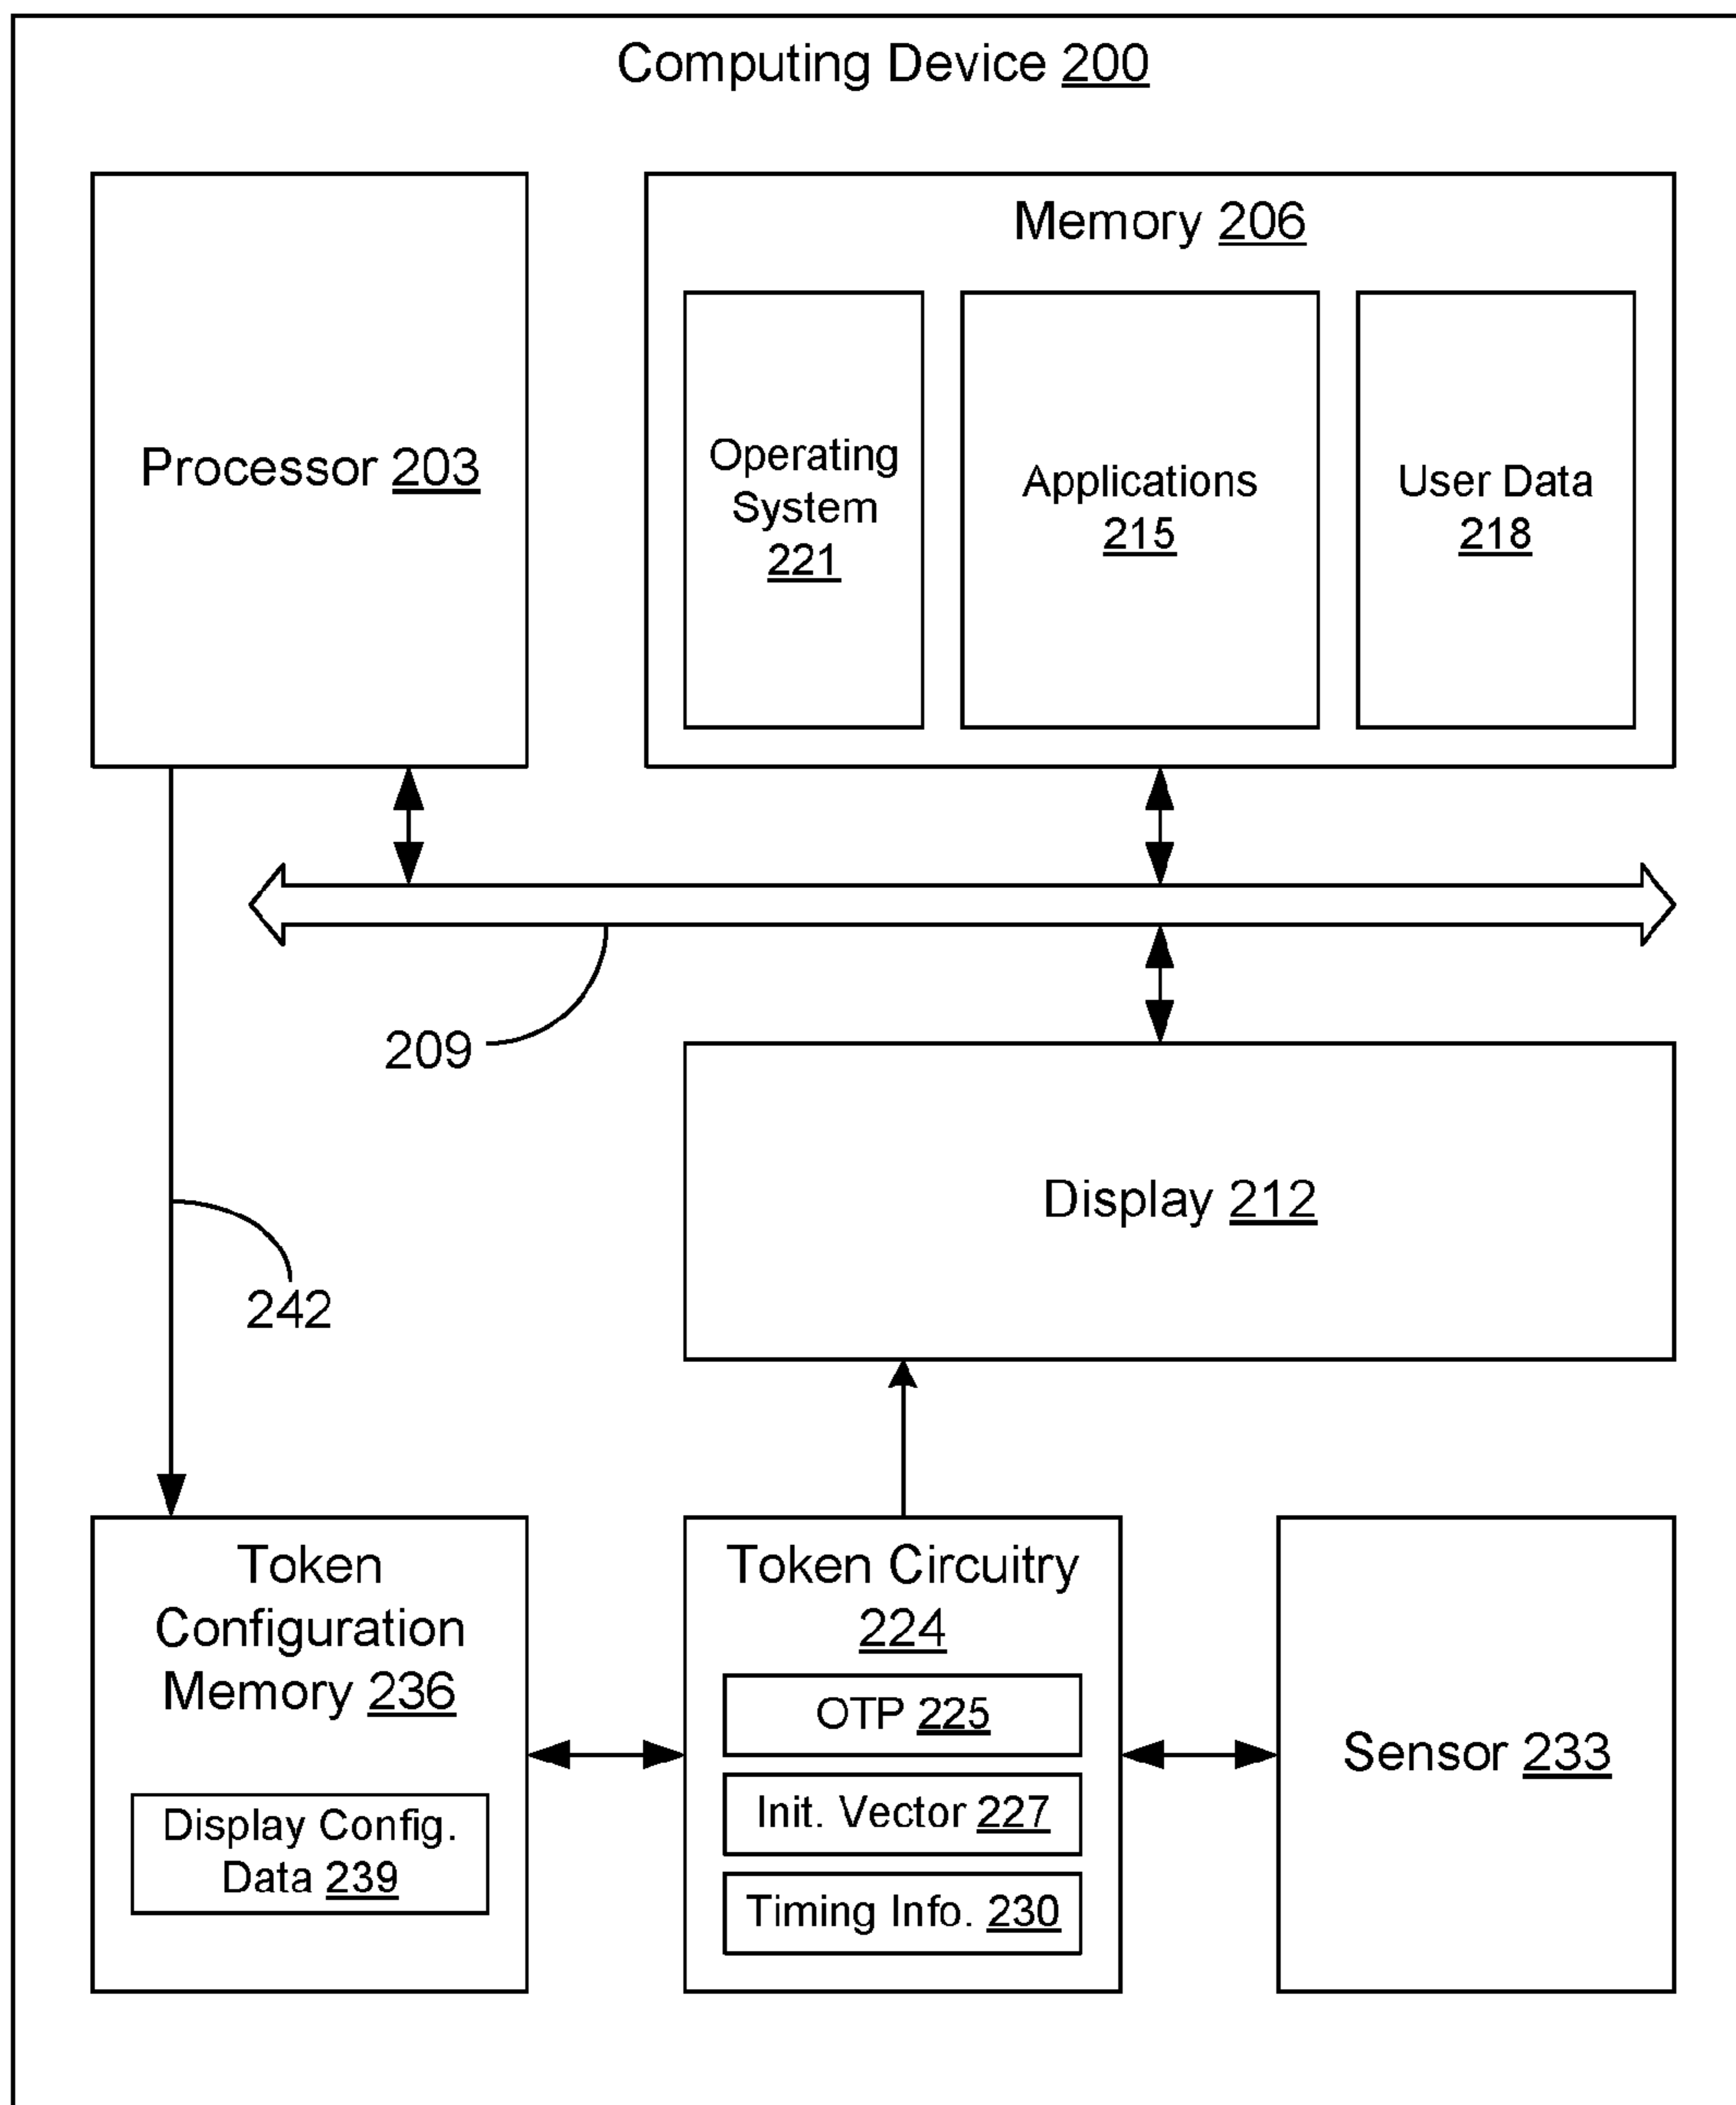 Computing Device 200
Processor 203
Memory 206
Operating
System
221
Applications
215
User Data
218
209
Display 212
242
Token
Configuration
Memory 236
Display Config.
Data 239
Token Circuitry
224
OTP 225
Init. Vector 227
Timing Info. 230
Sensor 233